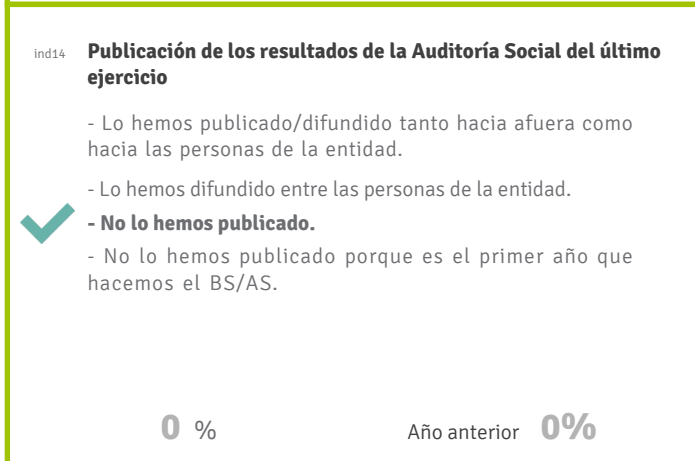 ind14 Publicación de los resultados de la Auditoría Social del último
ejercicio
- Lo hemos publicado/difundido tanto hacia afuera como
hacia las personas de la entidad.
- Lo hemos difundido entre las personas de la entidad.
- No lo hemos publicado.
- No lo hemos publicado porque es el primer año que
hacemos el BS/AS.
0 % Año anterior 0%